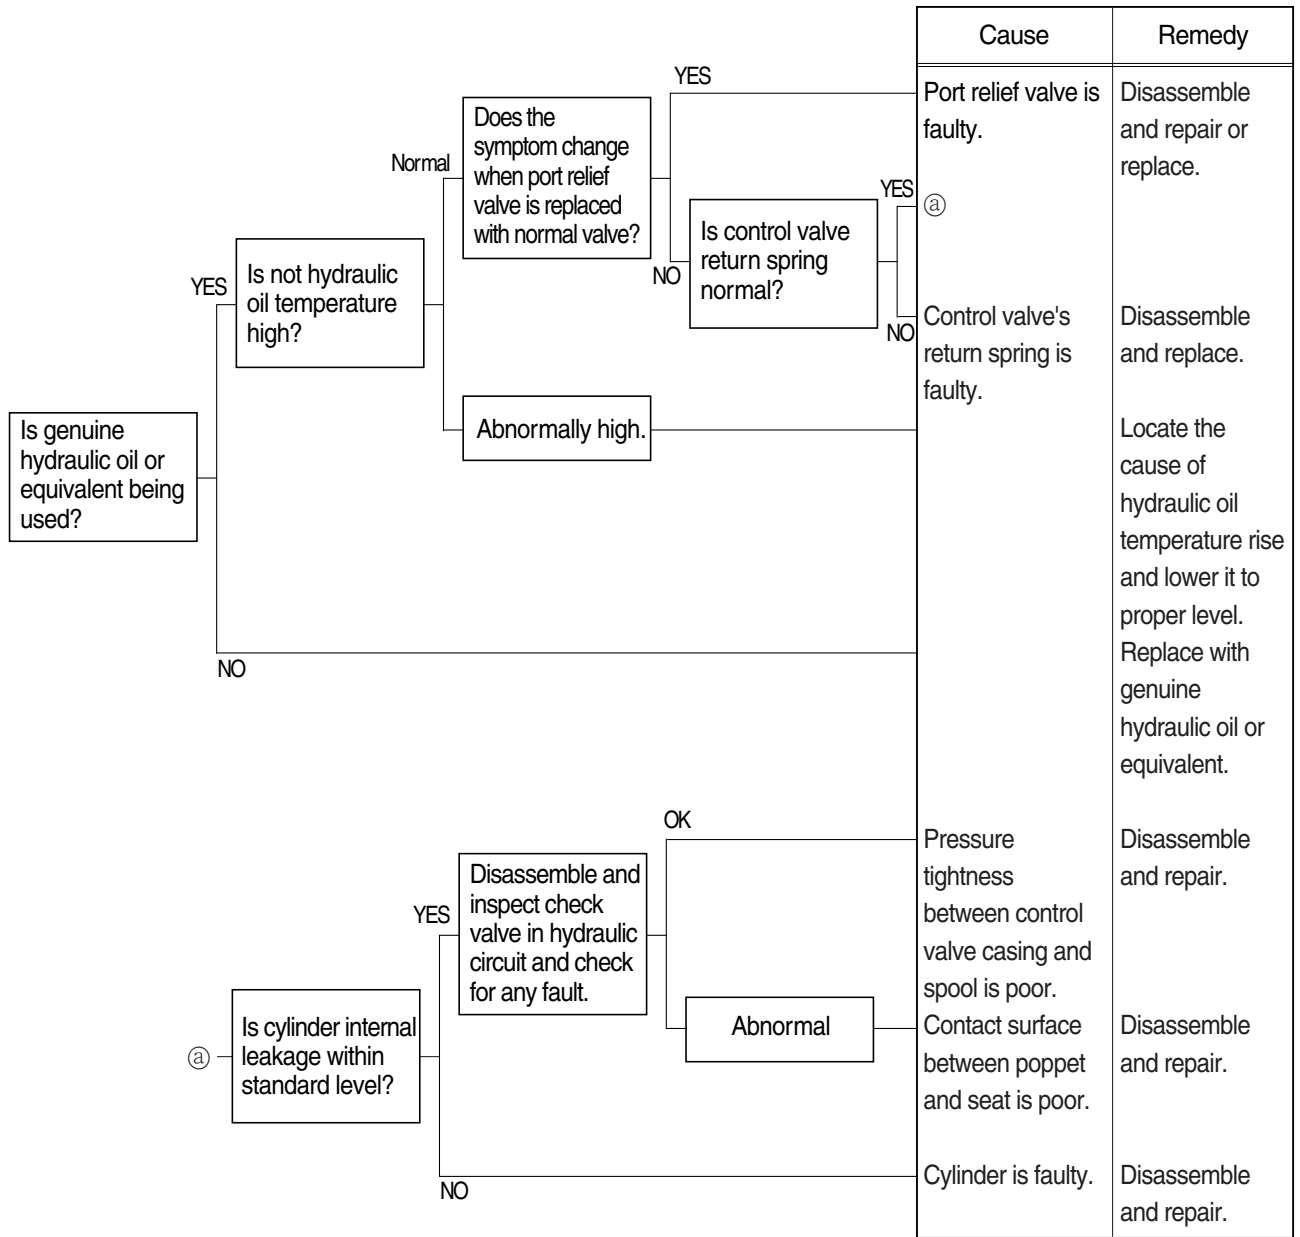 Cause
Remedy
YES
Port relief valve is
faulty.
Disassemble
and repair or
replace.
Does the
symptom change
when port relief
valve is replaced
with normal valve?
Normal
YES
ⓐ
Is control valve
return spring
normal?
NO
Is not hydraulic
oil temperature
high?
YES
NO
Control valve's
return spring is
faulty.
Disassemble
and replace.
Abnormally high.
Is genuine
hydraulic oil or
equivalent being
used?
Locate the
cause of
hydraulic oil
temperature rise
and lower it to
proper level.
NO
Replace with
genuine
hydraulic oil or
equivalent.
OK
Pressure
tightness
between control
valve casing and
spool is poor.
Disassemble
and repair.
Disassemble and
inspect check
valve in hydraulic
circuit and check
for any fault.
YES
Abnormal
Contact surface
between poppet
and seat is poor.
Disassemble
and repair.
ⓐ
Is cylinder internal
leakage within
standard level?
NO
Cylinder is faulty.
Disassemble
and repair.